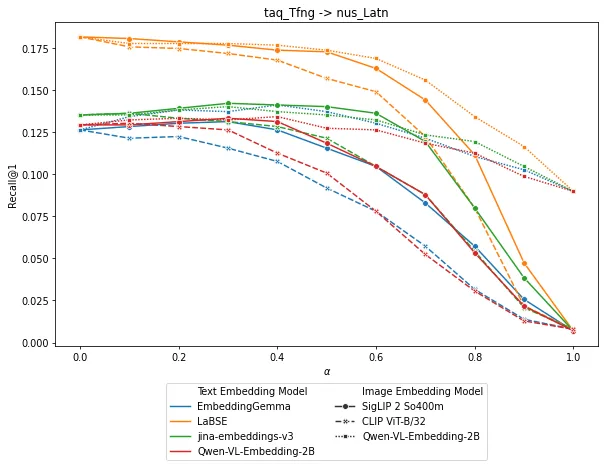 taq_Tfng -> nus_Latn
Recall@1
0.175
0.150
0.125
0.100
0.075
0.050
0.025
0.000
0.0 0.2 0.4 0.6 0.8 1.0
α
Text Embedding Model Image Embedding Model
EmbeddingGemma SigLIP 2 So400m
LaBSE CLIP ViT-B/32
jina-embeddings-v3 Qwen-VL-Embedding-2B
Qwen-VL-Embedding-2B